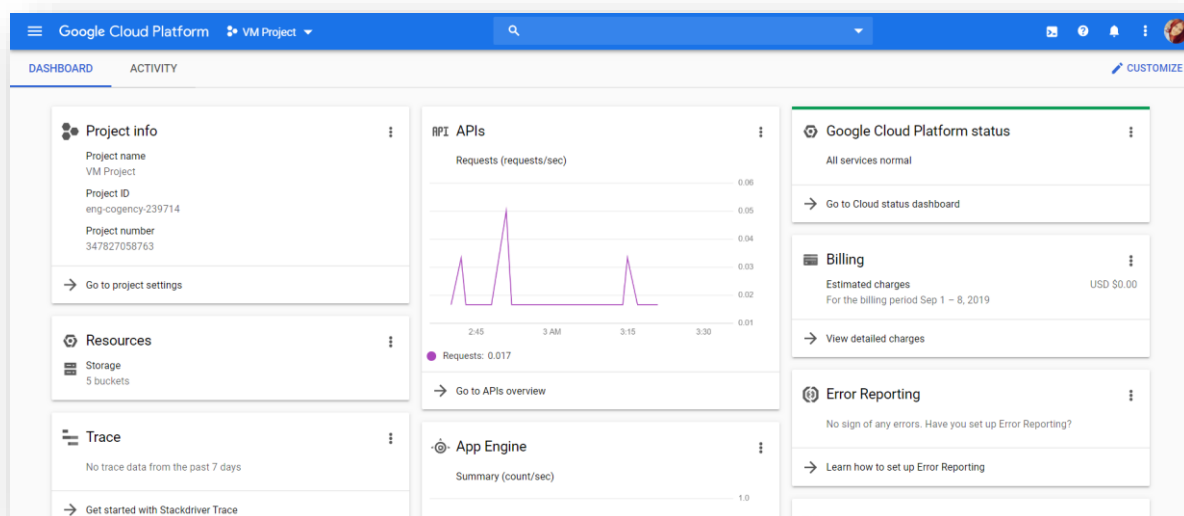 Google Cloud Platform
VM Project
DASHBOARD
ACTIVITY
CUSTOMIZE
Project info
Project name
VM Project
Project ID
eng-cogency-239714
Project number
347827058763
Go to project settings
Resources
Storage
5 buckets
Trace
No trace data from the past 7 days
Get started with Stackdriver Trace
API APIs
Requests (requests/sec)
0.06
0.05
0.04
0.03
0.02
0.01
2:45 3 AM 3:15 3:30
Requests: 0.017
Go to APIs overview
App Engine
Summary (count/sec)
1.0
Google Cloud Platform status
All services normal
Go to Cloud status dashboard
Billing
Estimated charges USD $0.00
For the billing period Sep 1 – 8, 2019
View detailed charges
Error Reporting
No sign of any errors. Have you set up Error Reporting?
Learn how to set up Error Reporting